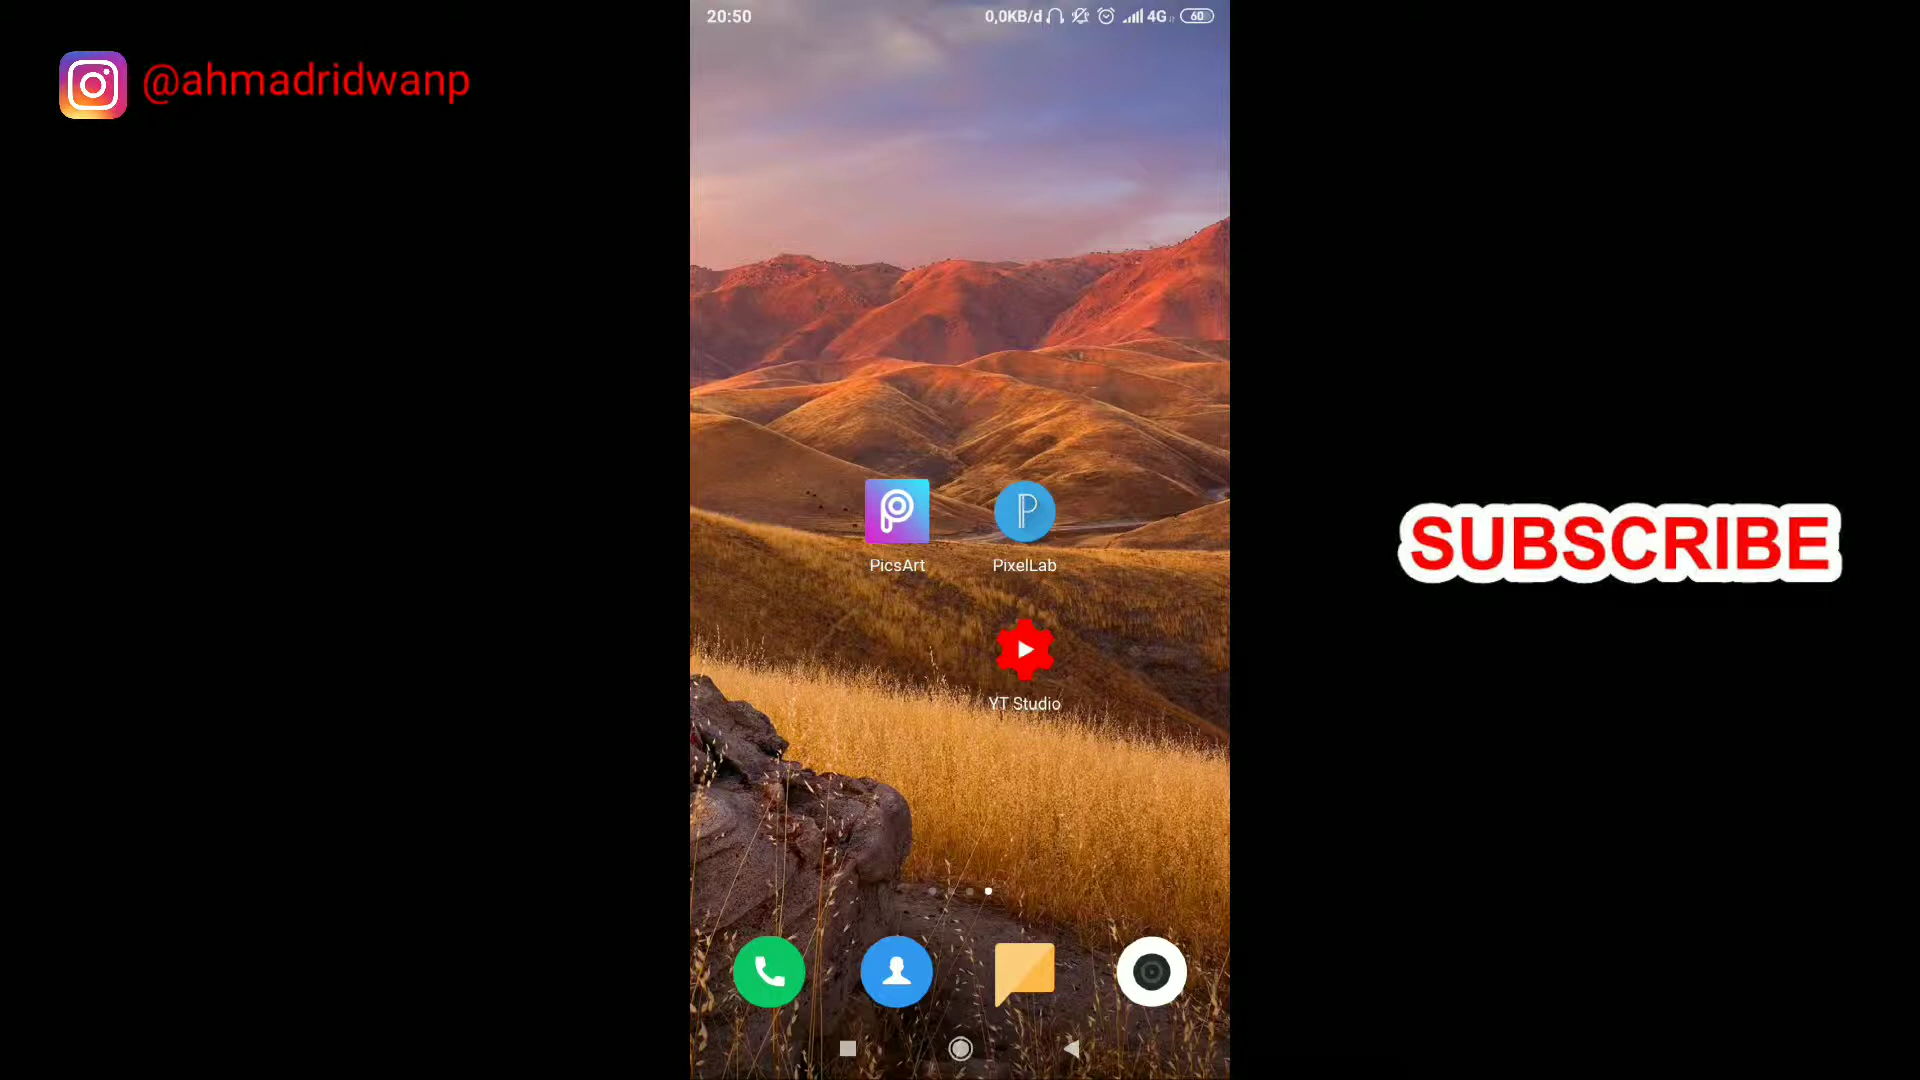 20:50
0,0KB/d 4G 60
@ahmadridwanp
PicsArt PixelLab
SUBSCRIBE
YT Studio